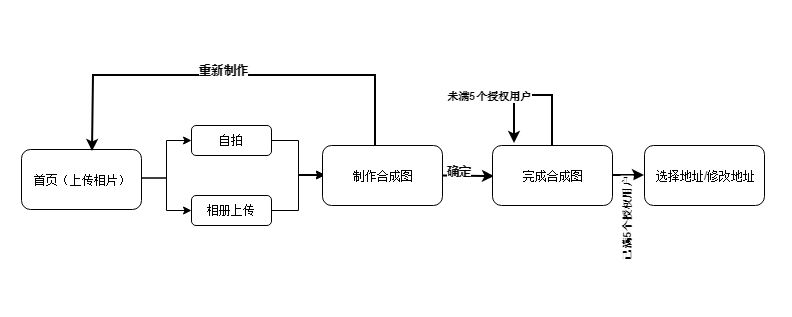 重新制作
未满5个授权用户
首页（上传相片）
自拍
相册上传
制作合成图
确定
完成合成图
已满5个授权用户
选择地址/修改地址